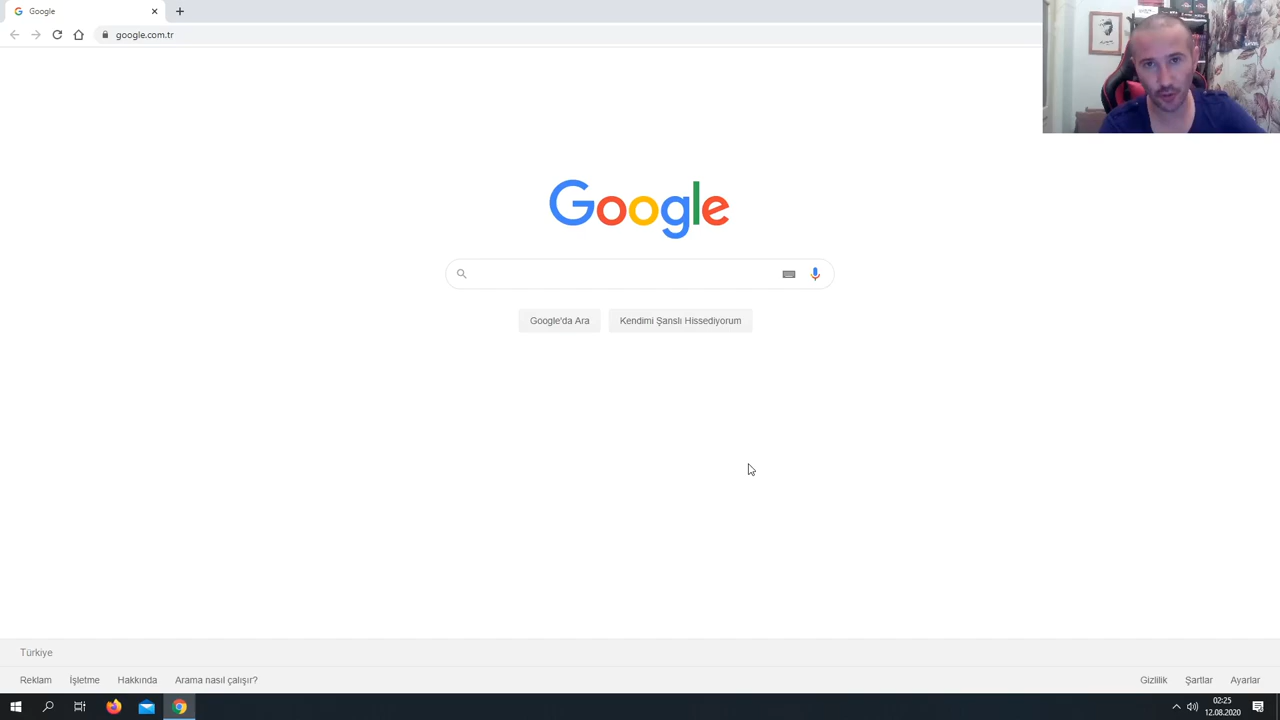 Google
google.com.tr
Google
Google'da Ara
Kendimi Şanslı Hissediyorum
Türkiye
Reklam İşletme Hakkında Arama nasıl çalışır? Gizlilik Şartlar Ayarlar
02:25
12.08.2020